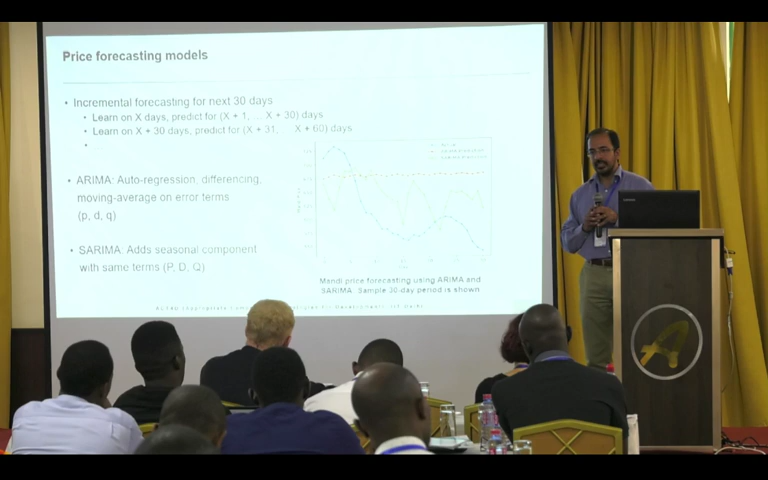 Price forecasting models
• Incremental forecasting for next 30 days
• Learn on X days, predict for (X + 1, ... X + 30) days
• Learn on X + 30 days, predict for (X + 31, X + 60) days
•
• ARIMA: Auto-regression, differencing,
moving-average on error terms
(p, d, q)
• SARIMA: Adds seasonal component
with same terms (P, D, Q)
Mandi price forecasting using ARIMA and
SARIMA. Sample 30-day period is shown